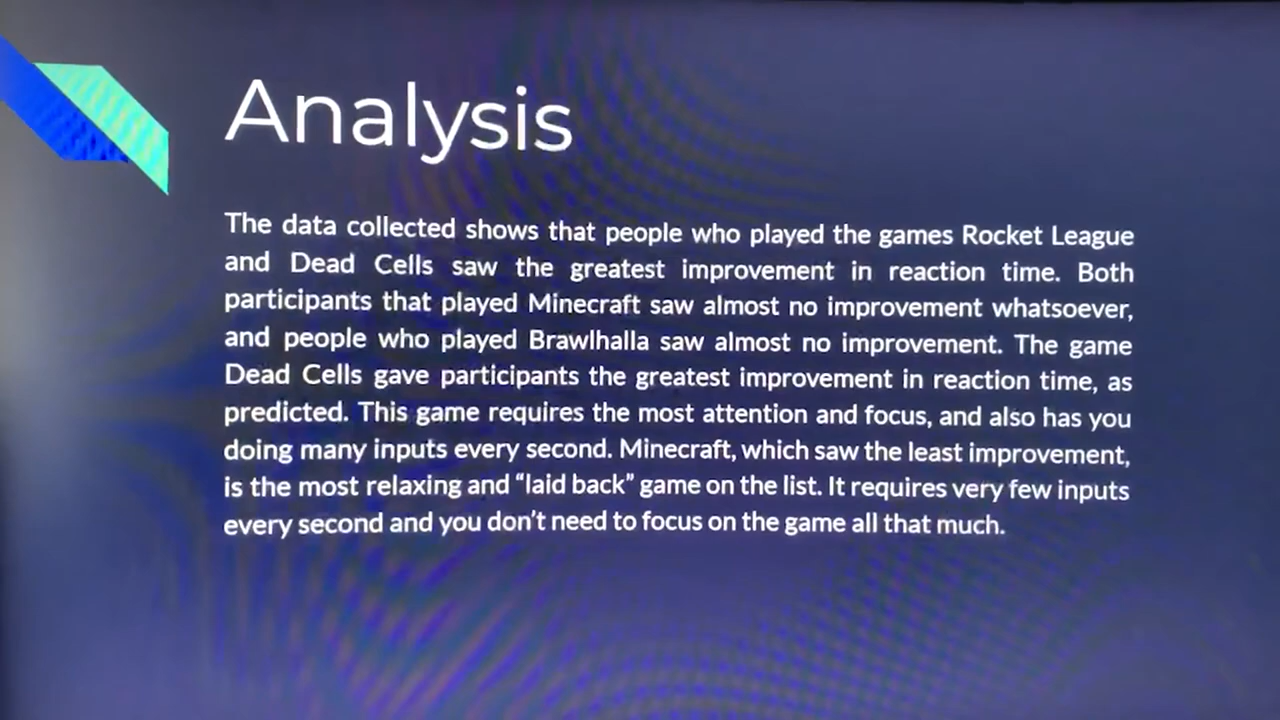 Analysis
The data collected shows that people who played the games Rocket League
and Dead Cells saw the greatest improvement in reaction time. Both
participants that played Minecraft saw almost no improvement whatsoever,
and people who played Brawlhalla saw almost no improvement. The game
Dead Cells gave participants the greatest improvement in reaction time, as
predicted. This game requires the most attention and focus, and also has you
doing many inputs every second. Minecraft, which saw the least improvement,
is the most relaxing and “laid back” game on the list. It requires very few inputs
every second and you don’t need to focus on the game all that much.